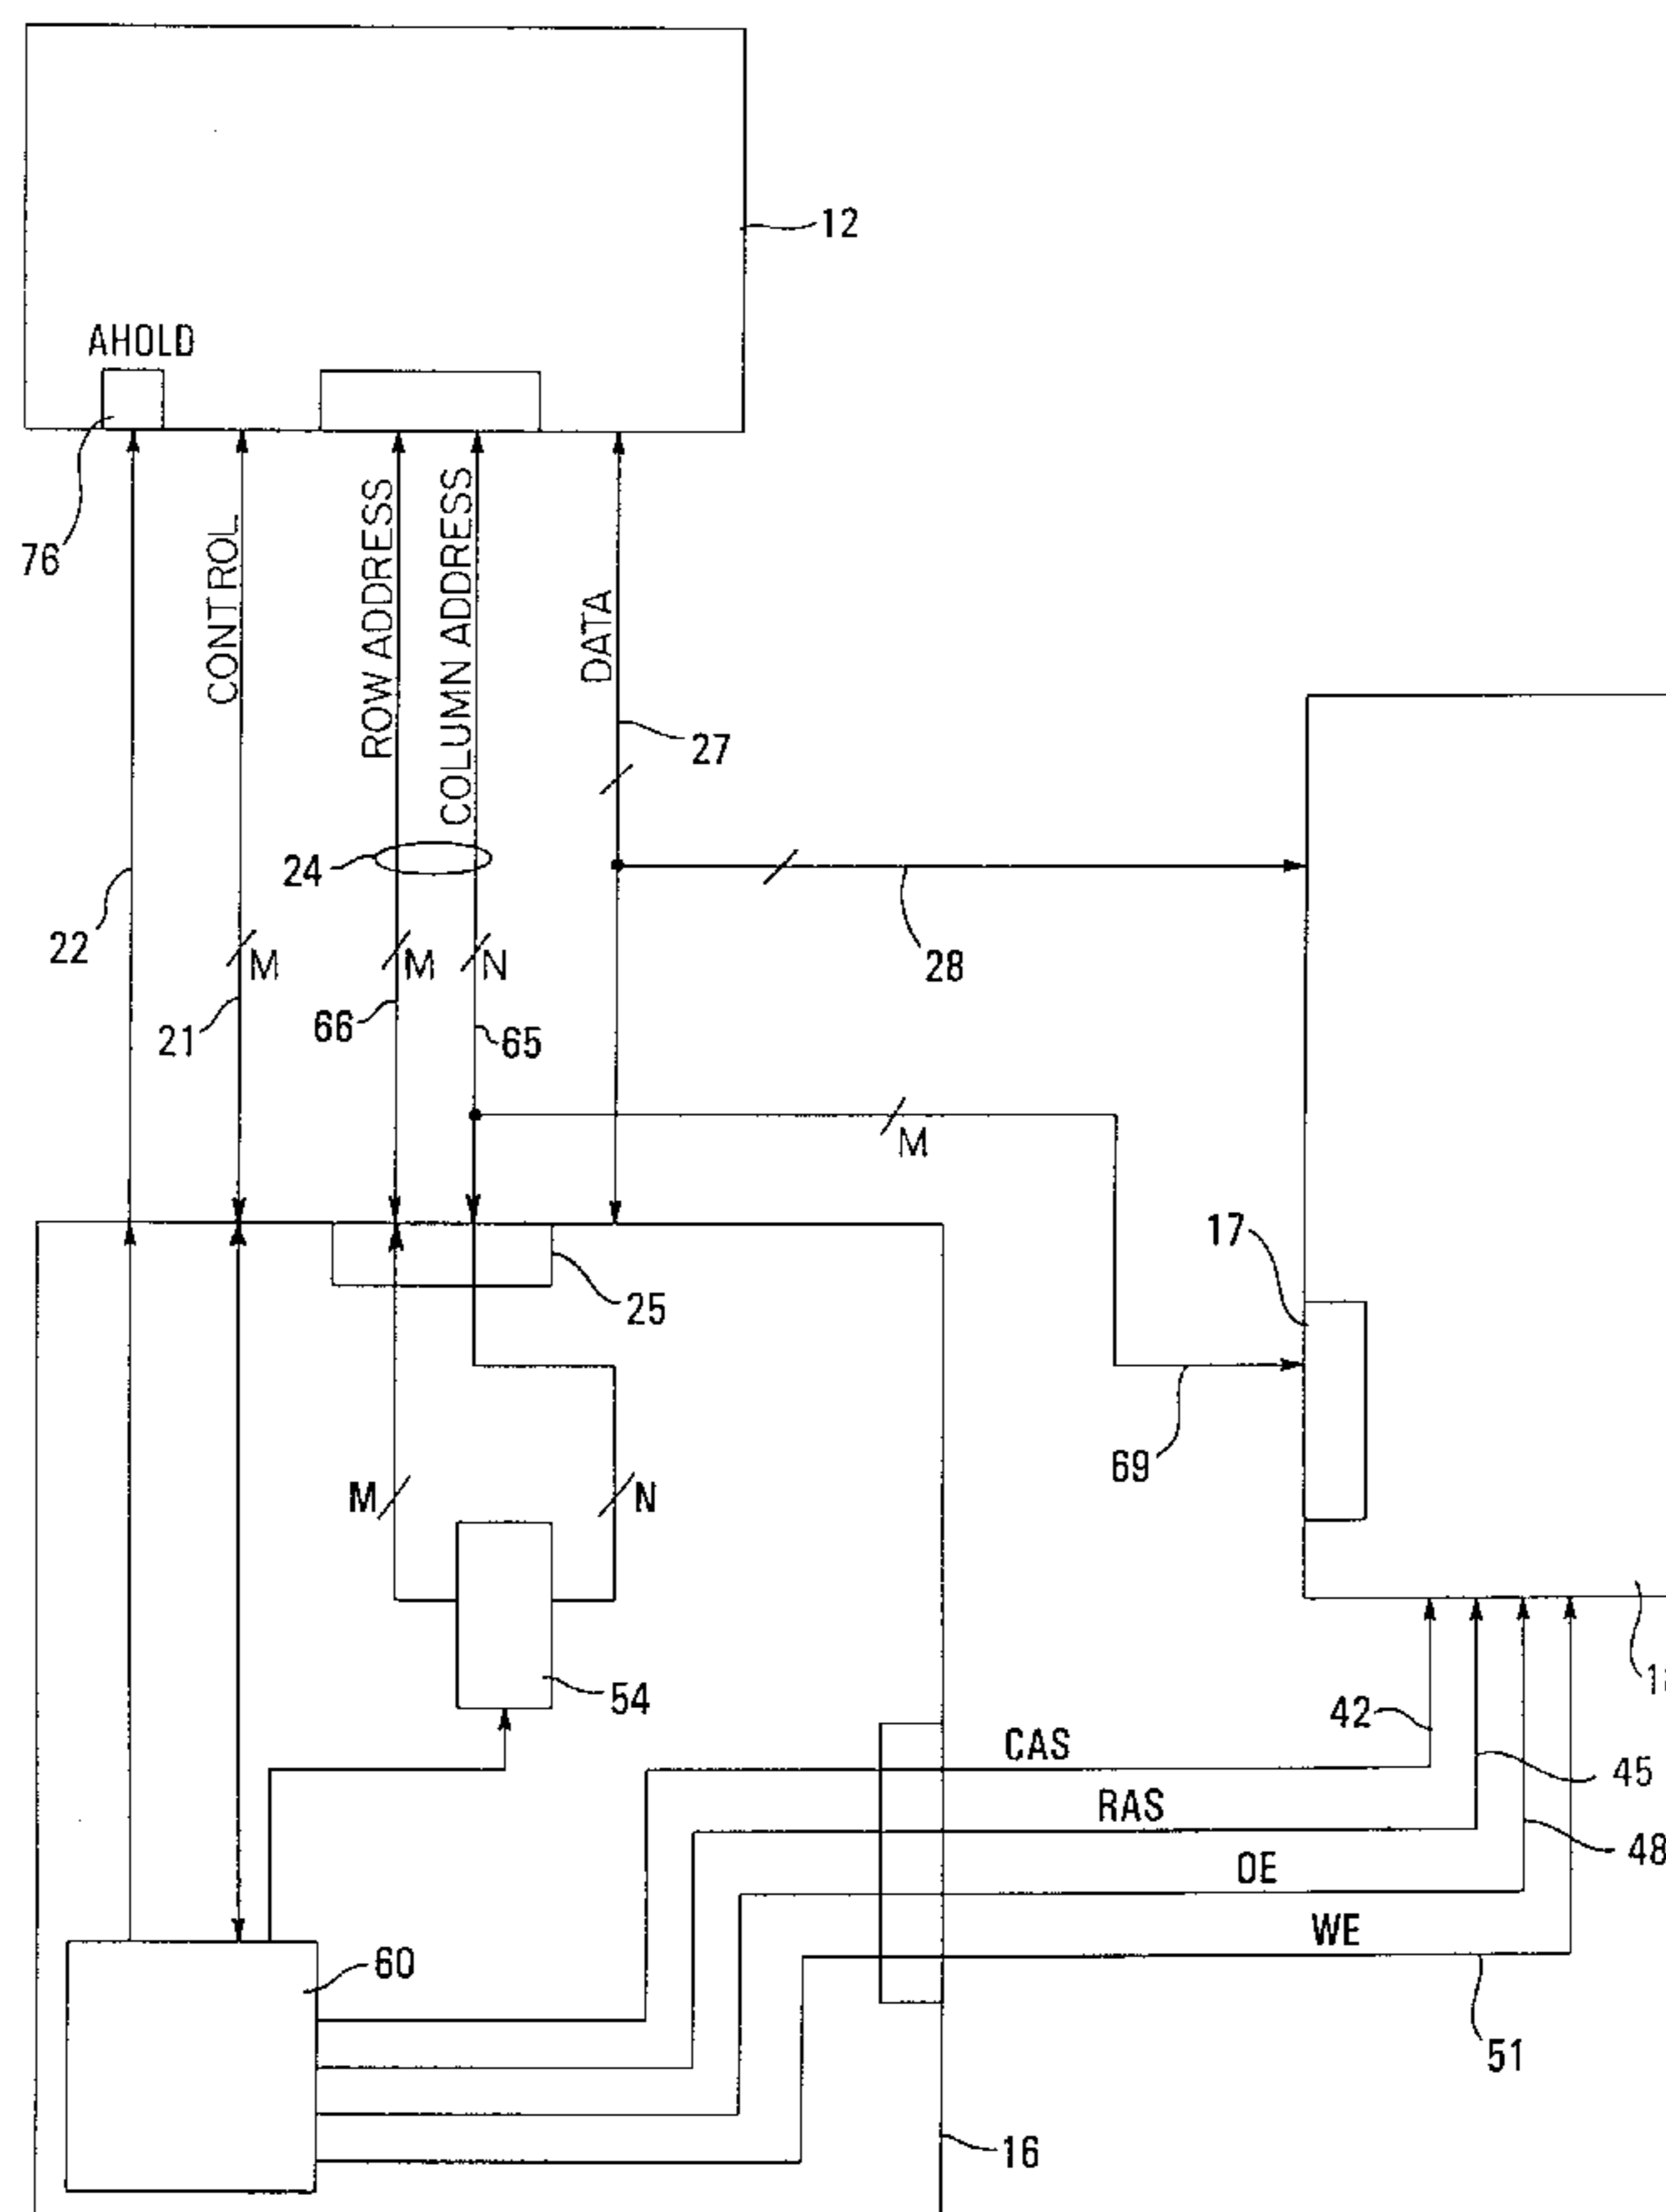 12
AHOLD
76
CONTROL
ROW ADDRESS
COLUMN ADDRESS
DATA
27
24
28
22
M
M
N
21
66
65
M
17
25
69
M
N
54
42
CAS
45
RAS
48
OE
WE
60
51
16